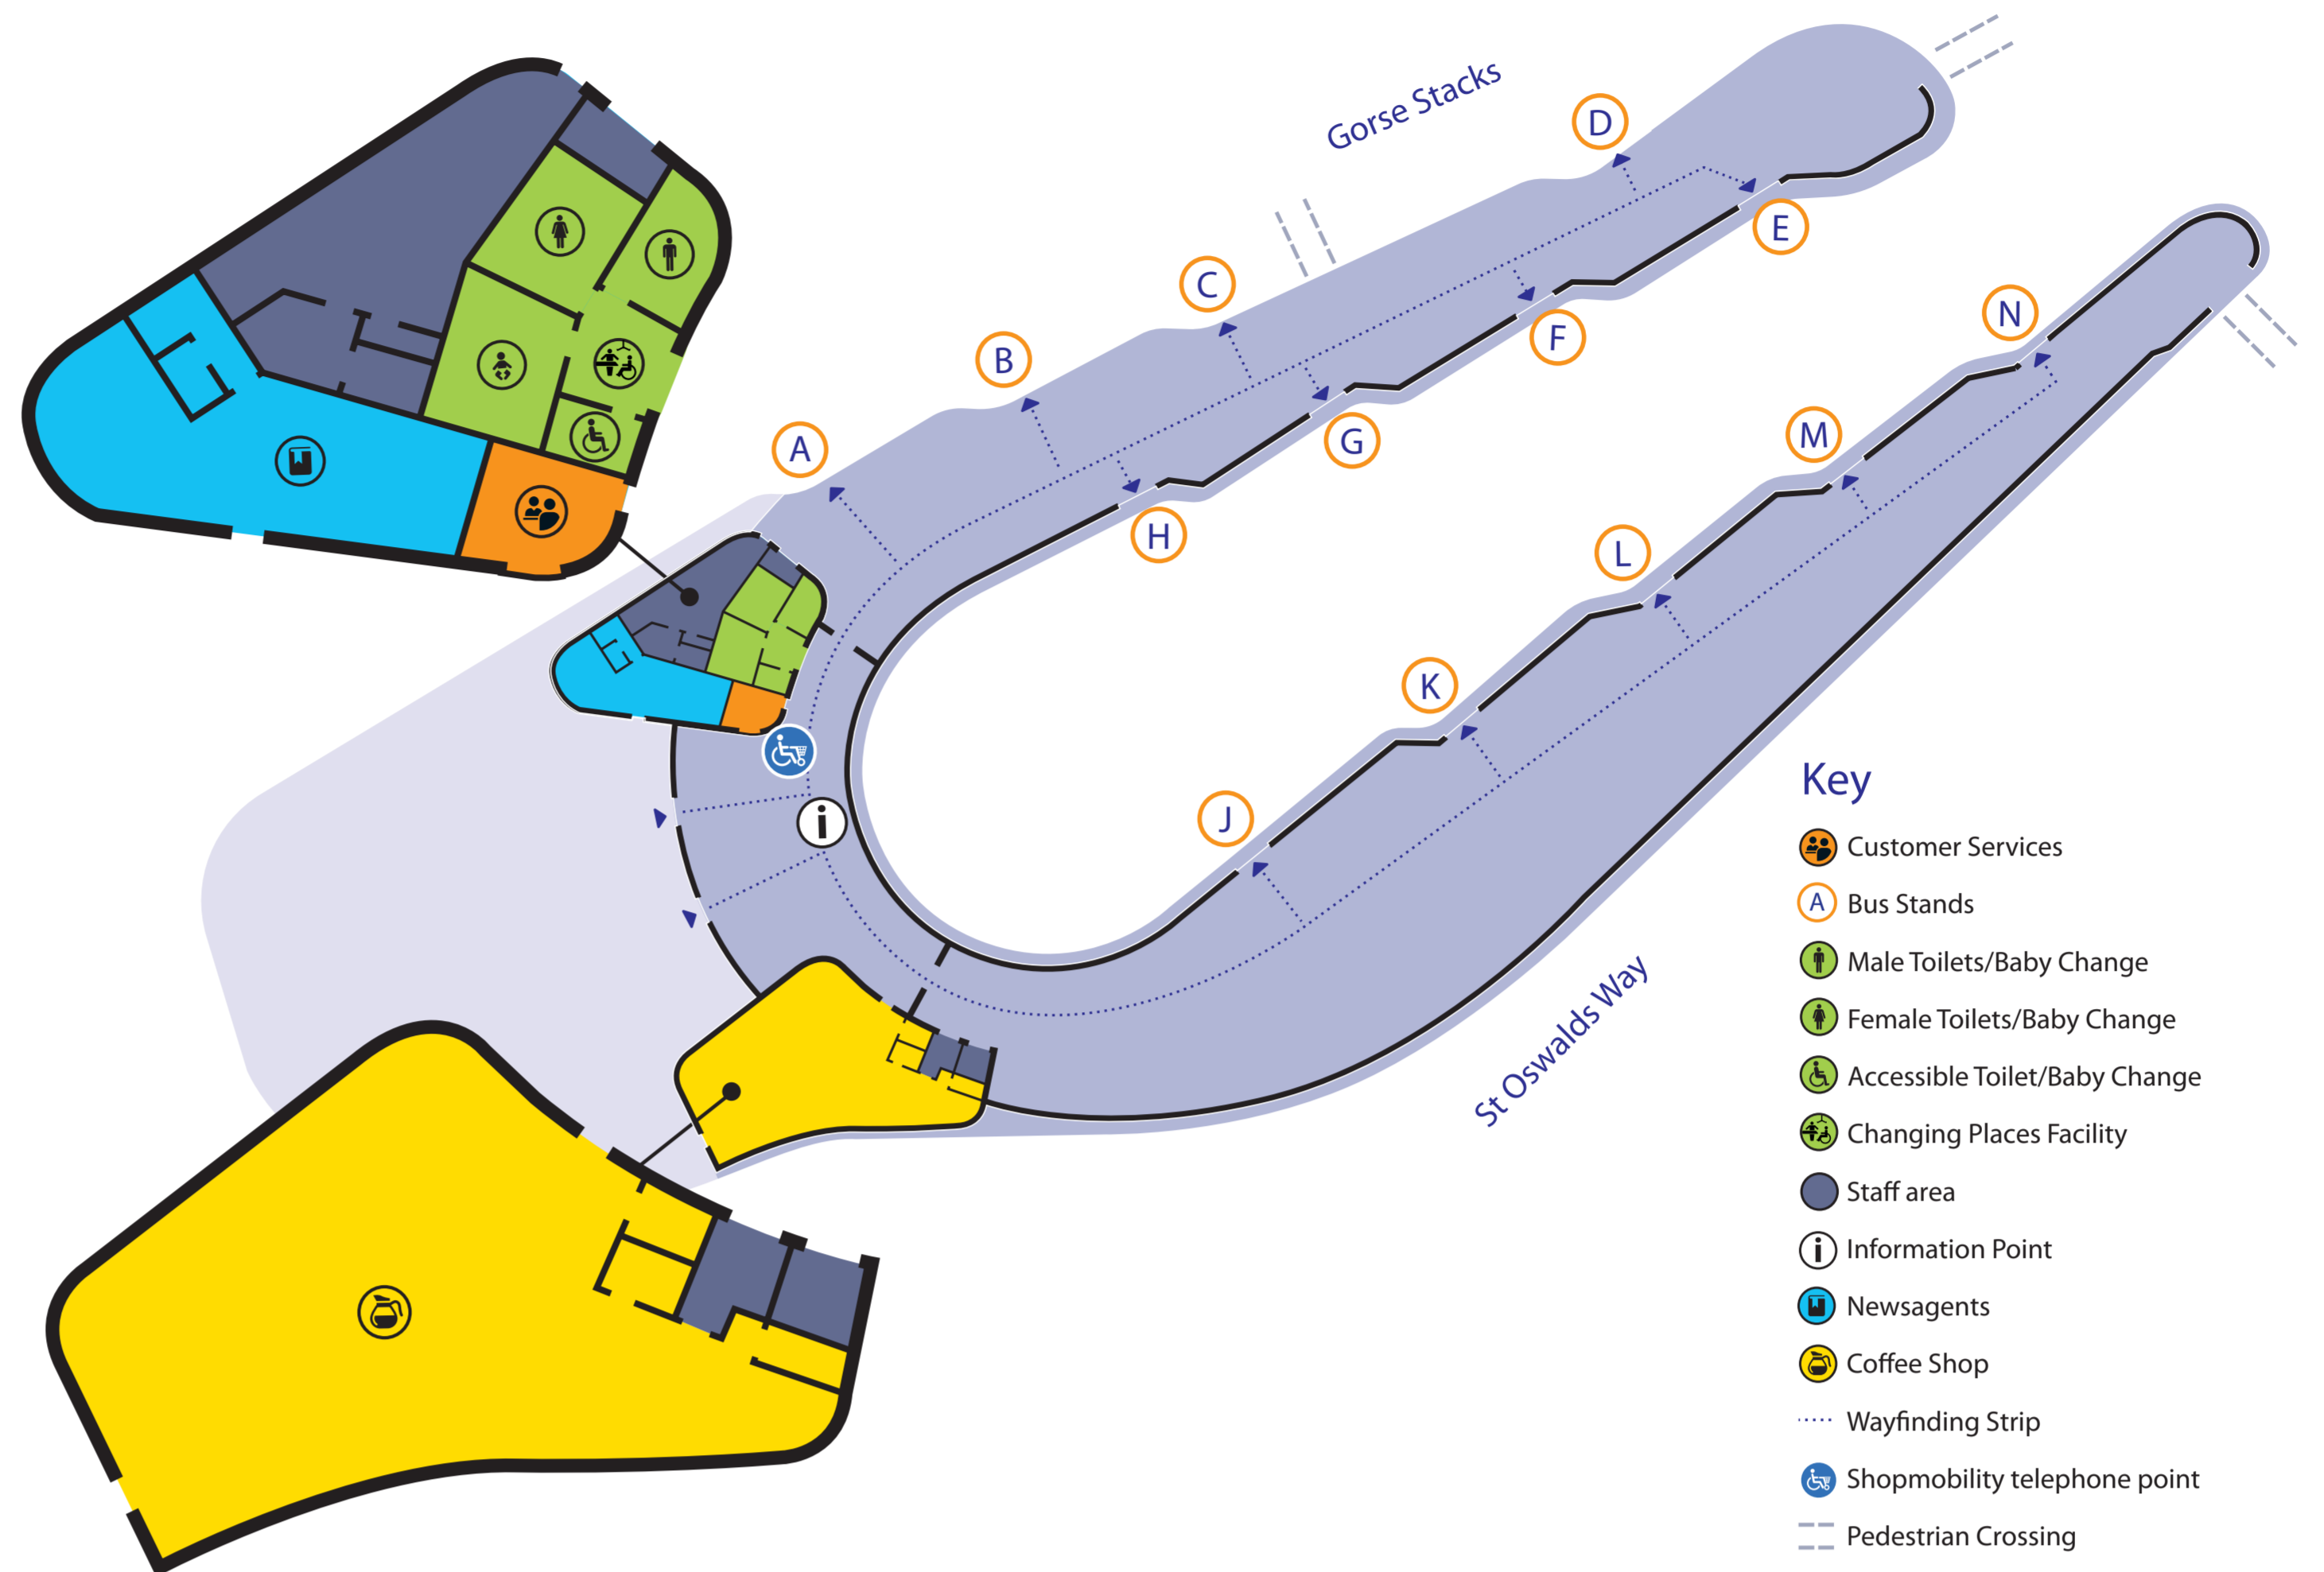 Gorse Stacks
D
E
C
N
F
B
G
M
A
H
L
K
J
i
St Oswalds Way
Key
Customer Services
A Bus Stands
Male Toilets/Baby Change
Female Toilets/Baby Change
Accessible Toilet/Baby Change
Changing Places Facility
Staff area
i Information Point
Newsagents
Coffee Shop
Wayfinding Strip
Shopmobility telephone point
Pedestrian Crossing